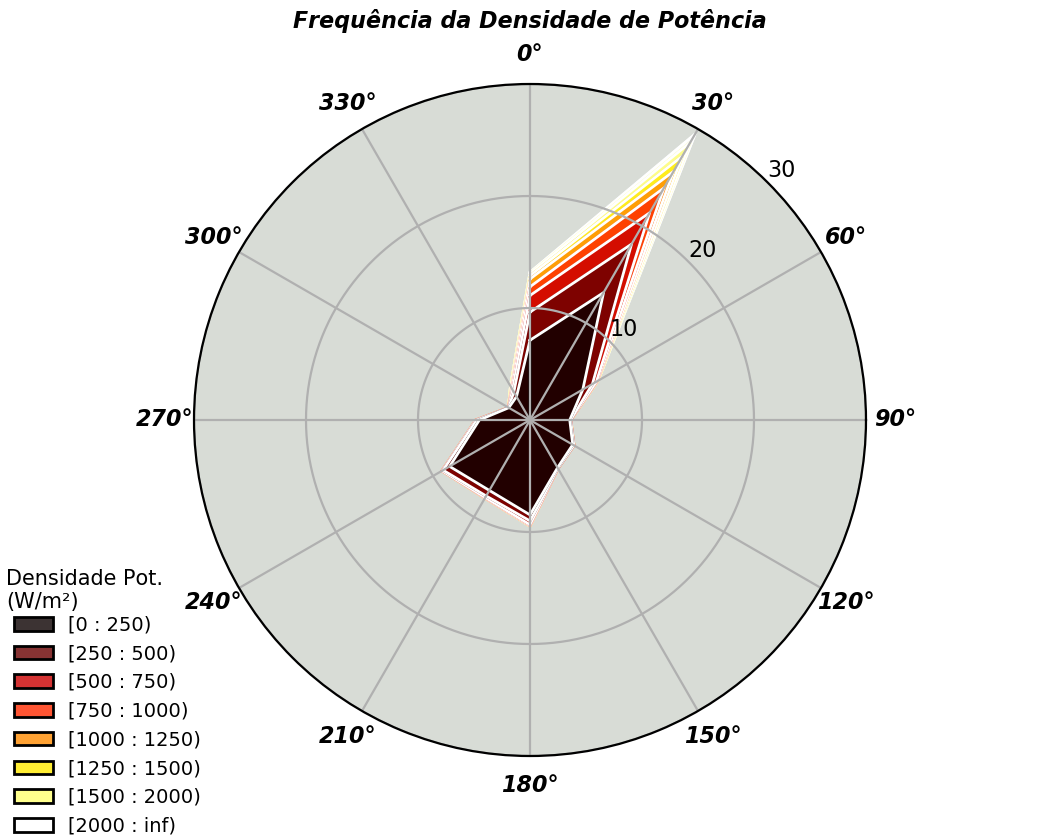 Frequência da Densidade de Potência
0°
330°
30°
30
300°
60°
20
10
270°
90°
240°
120°
210°
150°
180°
Densidade Pot.
(W/m²)
[0 : 250)
[250 : 500)
[500 : 750)
[750 : 1000)
[1000 : 1250)
[1250 : 1500)
[1500 : 2000)
[2000 : inf)